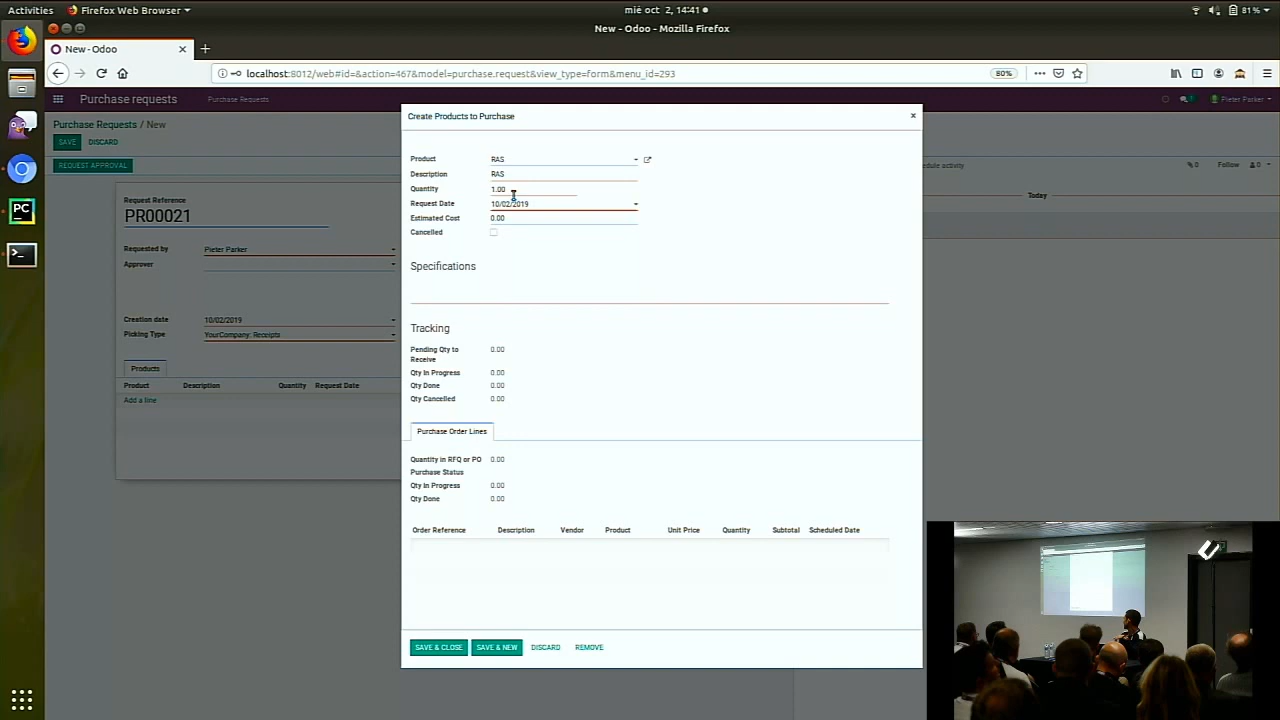 Activities Firefox Web Browser mié oct 2, 14:41 81%
New - Odoo - Mozilla Firefox
New - Odoo
localhost:8012/web#id=&action=467&model=purchase.request&view_type=form&menu_id=293 80%
Purchase requests Purchase Requests Pieter Parker
Purchase Requests / New
SAVE DISCARD
REQUEST APPROVAL
edule activity 0 Follow 0
Today
Request Reference
PR00021
Requested by Pieter Parker
Approver
Creation date 10/02/2019
Picking Type YourCompany: Receipts
Products
Product Description Quantity Request Date
Add a line
Create Products to Purchase
Product RAS
Description RAS
Quantity 1.00
Request Date 10/02/2019
Estimated Cost 0.00
Cancelled
Specifications
Tracking
Pending Qty to Receive 0.00
Qty In Progress 0.00
Qty Done 0.00
Qty Cancelled 0.00
Purchase Order Lines
Quantity in RFQ or PO 0.00
Purchase Status
Qty In Progress 0.00
Qty Done 0.00
Order Reference Description Vendor Product Unit Price Quantity Subtotal Scheduled Date
SAVE & CLOSE SAVE & NEW DISCARD REMOVE